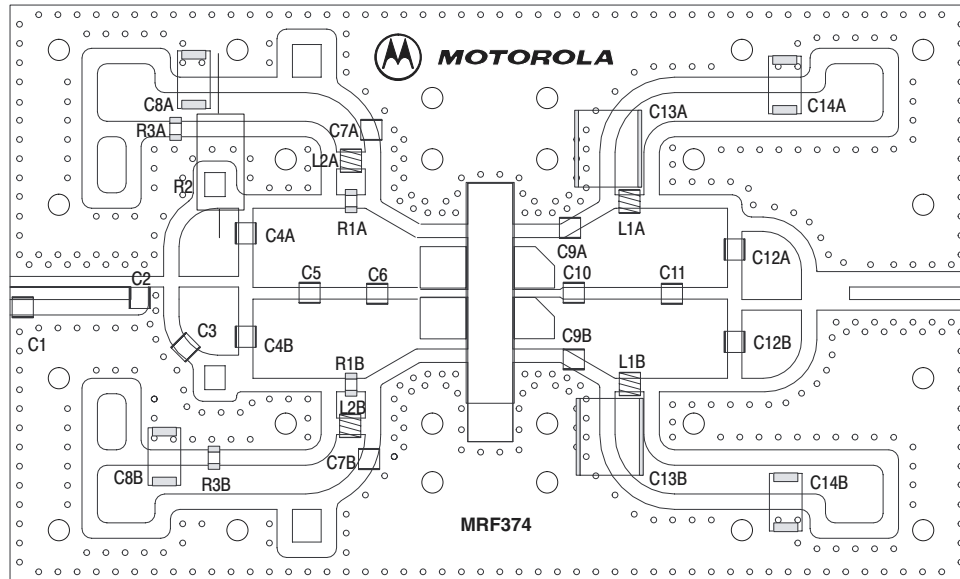 MOTOROLA
C8A
C7A
C13A
C14A
R3A
L2A
R2
R1A
L1A
C4A
C9A
C12A
C2
C5
C6
C10
C11
C1
C3
C4B
C9B
C12B
R1B
L1B
L2B
C7B
C8B
R3B
C13B
C14B
MRF374